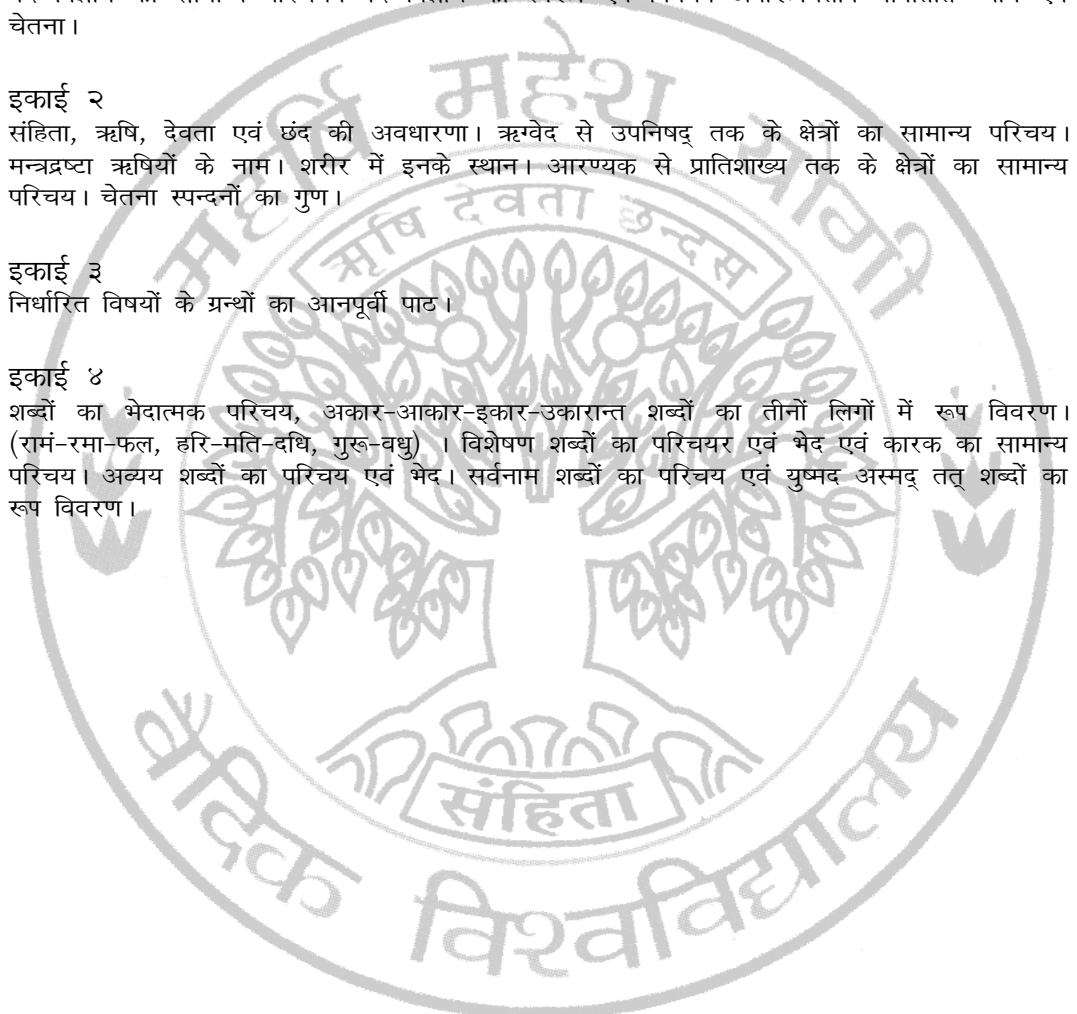 चेतना।
इकाई २
संहिता, ऋषि, देवता एवं छंद की अवधारणा। ऋग्वेद से उपनिषद् तक के क्षेत्रों का सामान्य परिचय।
मन्त्रद्रष्टा ऋषियों के नाम। शरीर में इनके स्थान। आरण्यक से प्रातिशाख्य तक के क्षेत्रों का सामान्य
परिचय। चेतना स्पन्दनों का गुण।
इकाई ३
निर्धारित विषयों के ग्रन्थों का आनपूर्वी पाठ।
इकाई ४
शब्दों का भेदात्मक परिचय, अकार-आकार-इकार-उकारान्त शब्दों का तीनों लिगों में रूप विवरण।
(रामं-रमा-फल, हरि-मति-दधि, गुरू-वधु) । विशेषण शब्दों का परिचयर एवं भेद एवं कारक का सामान्य
परिचय। अव्यय शब्दों का परिचय एवं भेद। सर्वनाम शब्दों का परिचय एवं युष्मद अस्मद् तत् शब्दों का
रूप विवरण।
महर्षि महेश योगी
ऋषि देवता छन्दस
संहिता
वैदिक विश्वविद्यालय